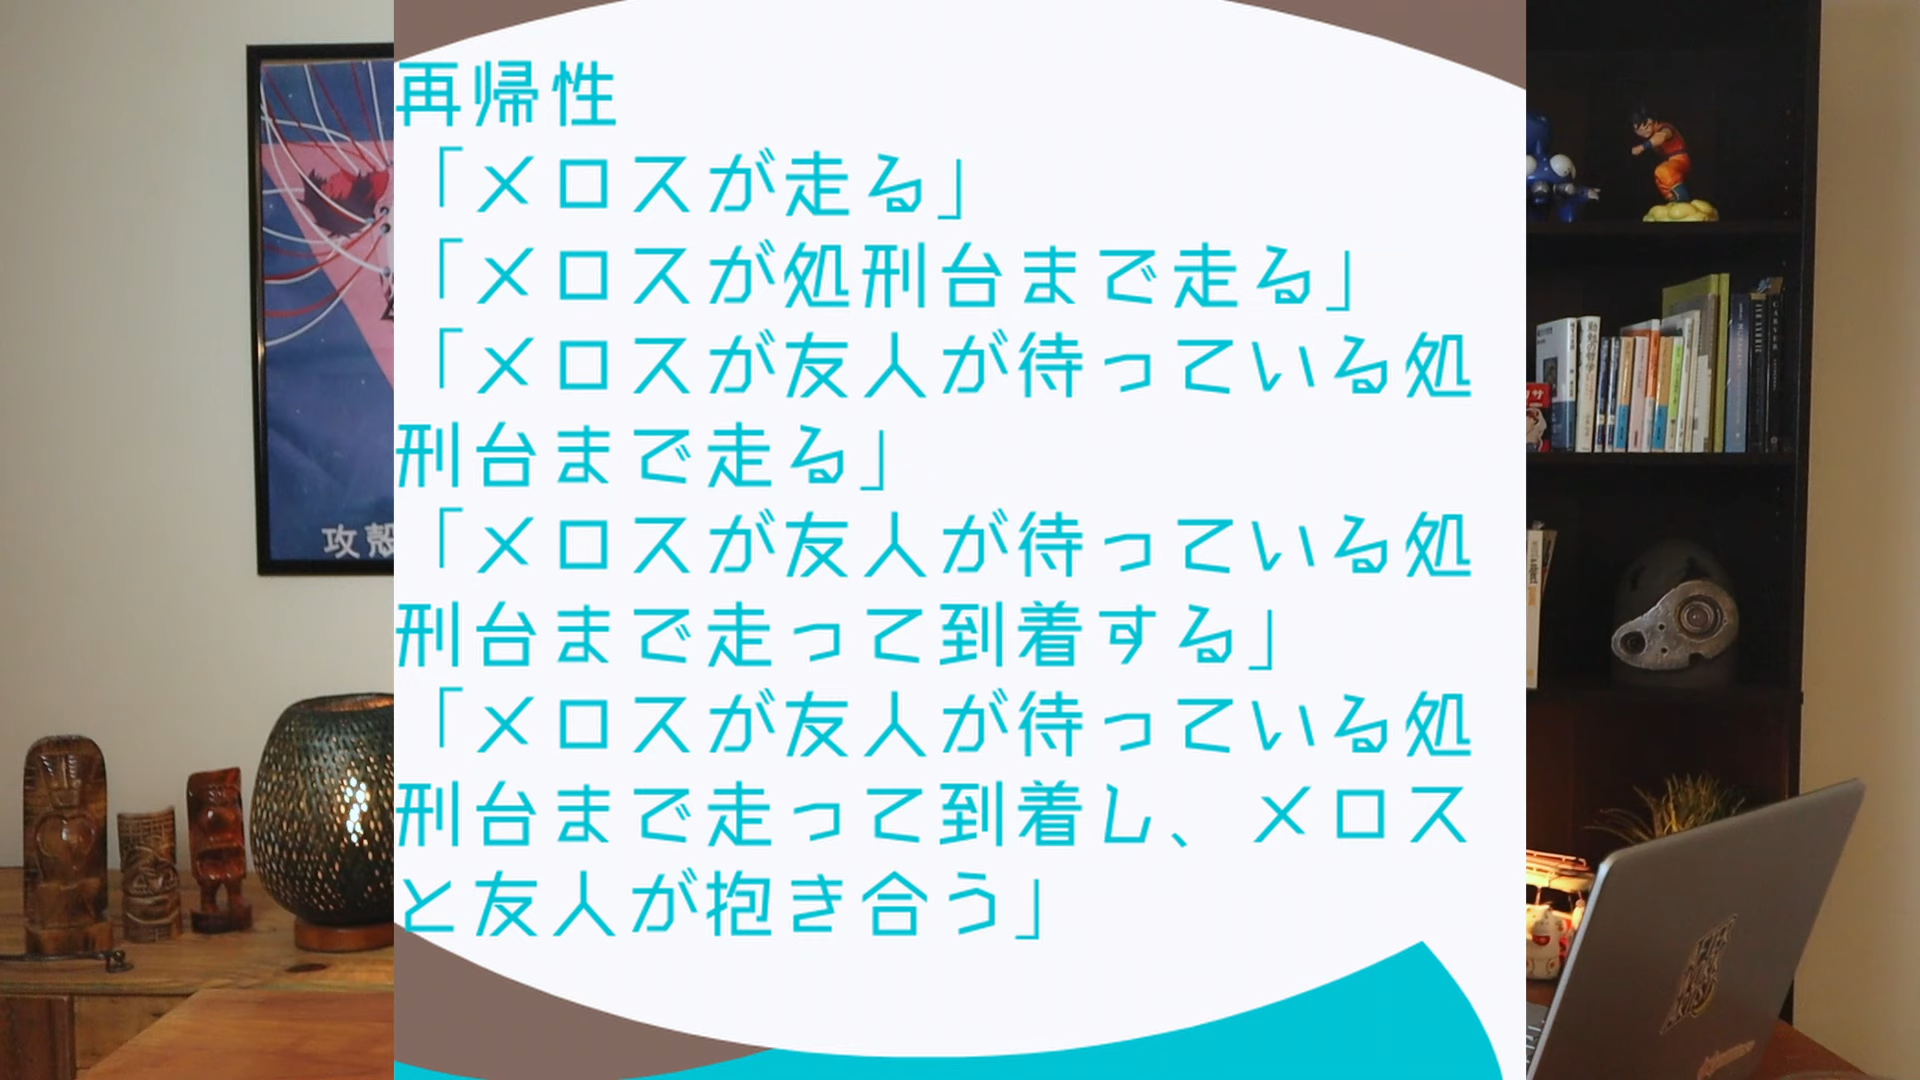 再帰性
「メロスが走る」
「メロスが処刑台まで走る」
「メロスが友人が待っている処
刑台まで走る」
「メロスが友人が待っている処
刑台まで走って到着する」
「メロスが友人が待っている処
刑台まで走って到着し、メロス
と友人が抱き合う」
攻殻